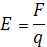 E = F/q